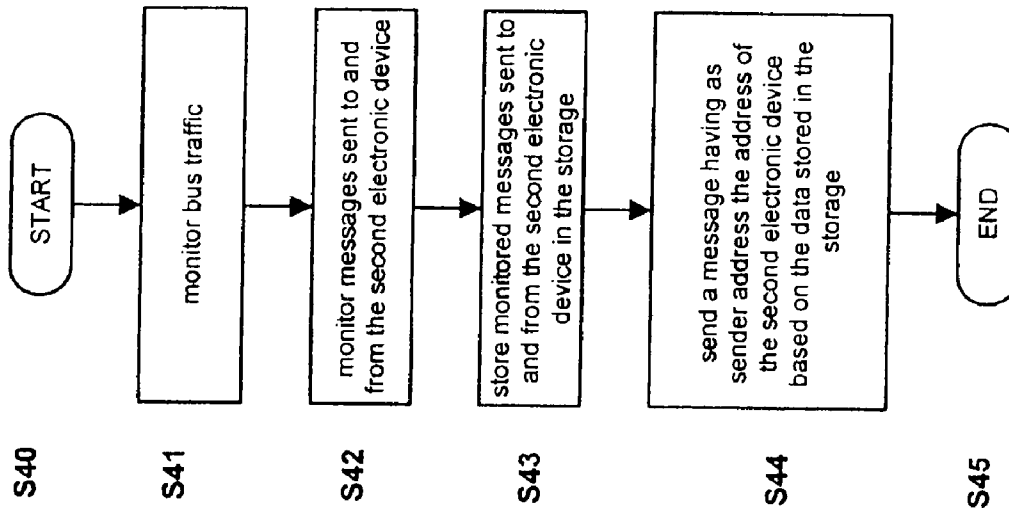 S40
START
S41
monitor bus traffic
S42
monitor messages sent to and
from the second electronic device
S43
store monitored messages sent to
and from the second electronic
device in the storage
S44
send a message having as
sender address the address of
the second electronic device
based on the data stored in the
storage
S45
END